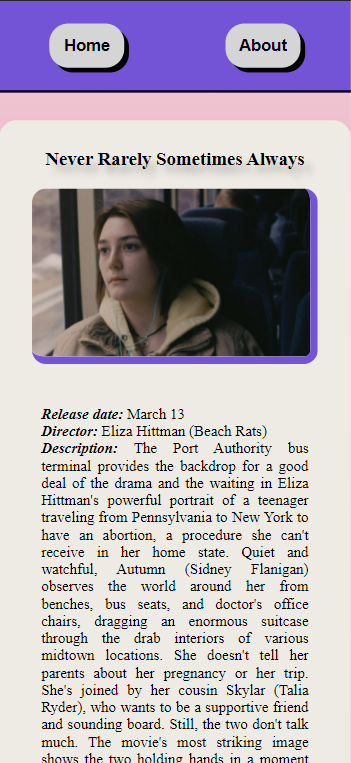 Home
About
Never Rarely Sometimes Always
Release date: March 13
Director: Eliza Hittman (Beach Rats)
Description: The Port Authority bus
terminal provides the backdrop for a good
deal of the drama and the waiting in Eliza
Hittman's powerful portrait of a teenager
traveling from Pennsylvania to New York to
have an abortion, a procedure she can't
receive in her home state. Quiet and
watchful, Autumn (Sidney Flanigan)
observes the world around her from
benches, bus seats, and doctor's office
chairs, dragging an enormous suitcase
through the drab interiors of various
midtown locations. She doesn't tell her
parents about her pregnancy or her trip.
She's joined by her cousin Skylar (Talia
Ryder), who wants to be a supportive friend
and sounding board. Still, the two don't talk
much. The movie's most striking image
shows the two holding hands in a moment